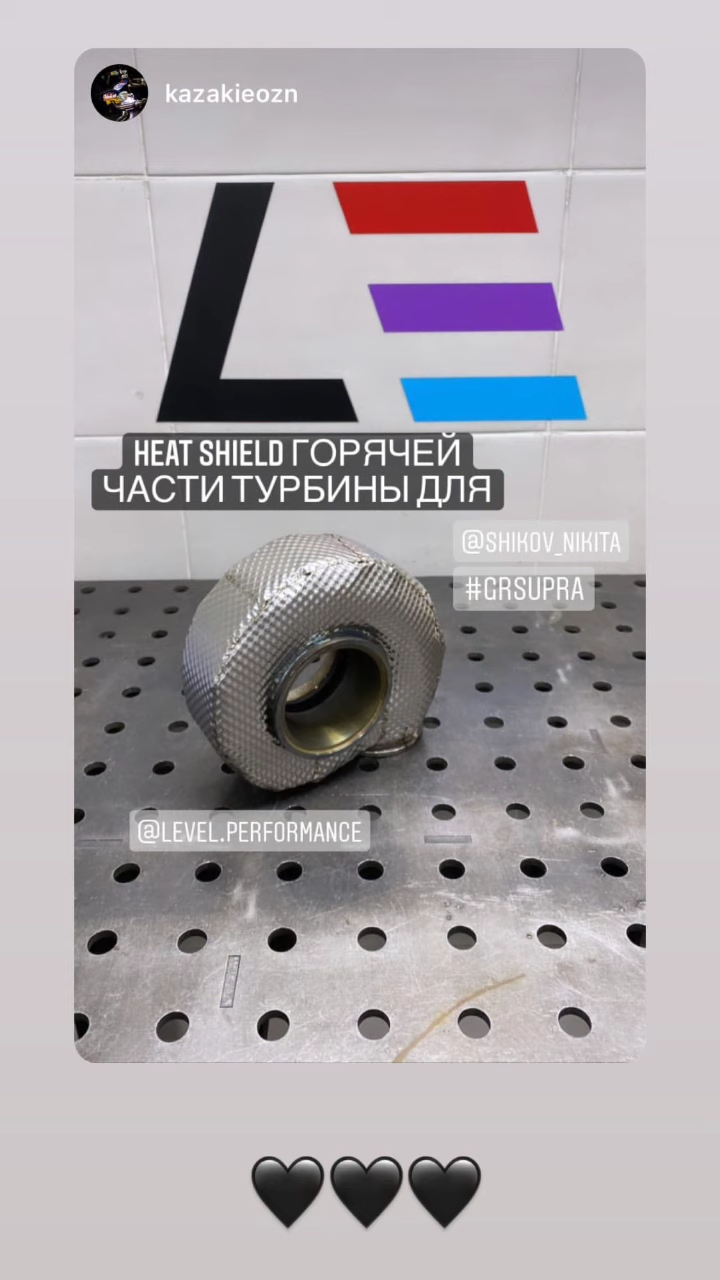 kazakieozn
HEAT SHIELD ГОРЯЧЕЙ
ЧАСТИ ТУРБИНЫ ДЛЯ
@SHIKOV_NIKITA
#GRSUPRA
@LEVEL.PERFORMANCE